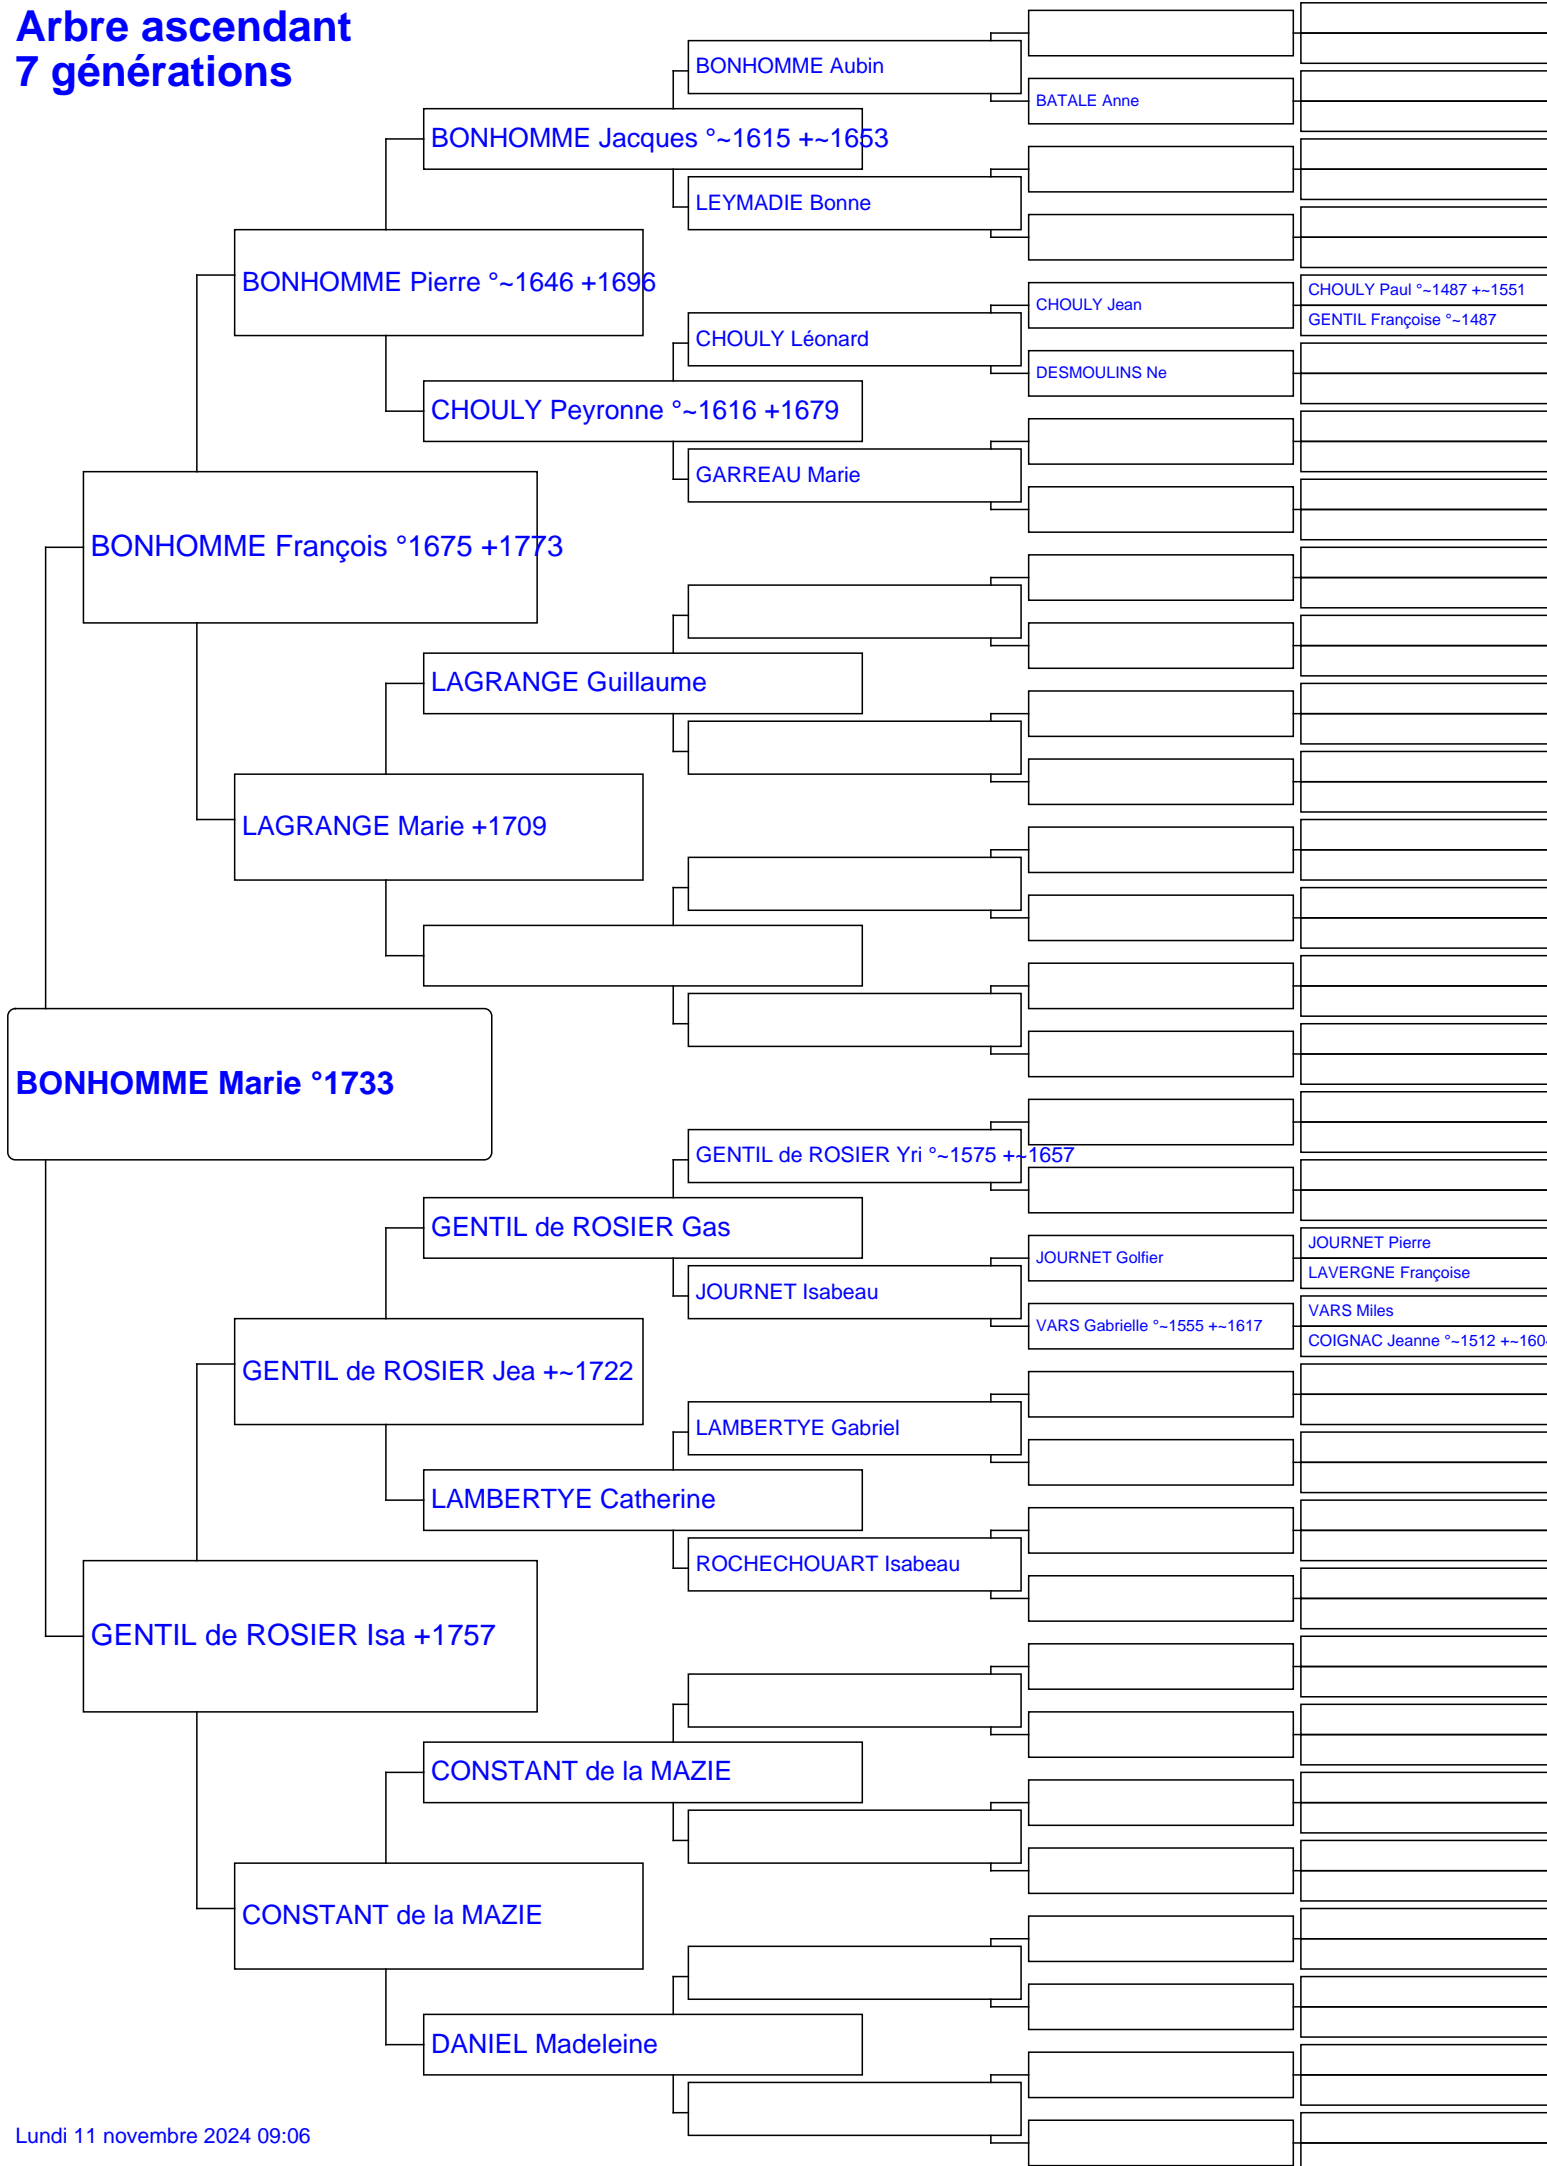 Arbre ascendant
7 générations
BONHOMME Aubin
BATALE Anne
BONHOMME Jacques °~1615 +~1653
LEYMADIE Bonne
BONHOMME Pierre °~1646 +1696
CHOULY Paul °~1487 +~1551
CHOULY Jean
GENTIL Françoise °~1487
CHOULY Léonard
DESMOULINS Ne
CHOULY Peyronne °~1616 +1679
GARREAU Marie
BONHOMME François °1675 +1773
LAGRANGE Guillaume
LAGRANGE Marie +1709
BONHOMME Marie °1733
GENTIL de ROSIER Yri °~1575 +~1657
GENTIL de ROSIER Gas
JOURNET Pierre
JOURNET Golfier
LAVERGNE Françoise
JOURNET Isabeau
VARS Miles
VARS Gabrielle °~1555 +~1617
COIGNAC Jeanne °~1512 +~160
GENTIL de ROSIER Jea +~1722
LAMBERTYE Gabriel
LAMBERTYE Catherine
ROCHECHOUART Isabeau
GENTIL de ROSIER Isa +1757
CONSTANT de la MAZIE
CONSTANT de la MAZIE
DANIEL Madeleine
Lundi 11 novembre 2024 09:06